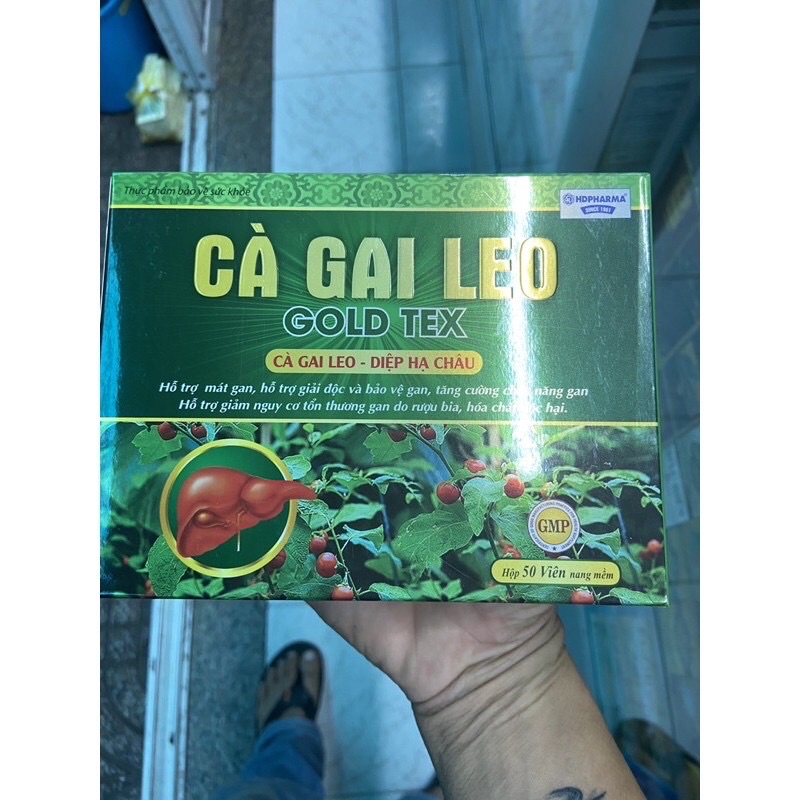 Thực phẩm bảo vệ sức khỏe
HDPHARMA
SINCE 1961
CÀ GAI LEO
GOLD TEX
CÀ GAI LEO - DIỆP HẠ CHÂU
Hỗ trợ mát gan, hỗ trợ giải độc và bảo vệ gan, tăng cường chức năng gan
Hỗ trợ giảm nguy cơ tổn thương gan do rượu bia, hóa chất độc hại.
GMP
Hộp 50 Viên nang mềm